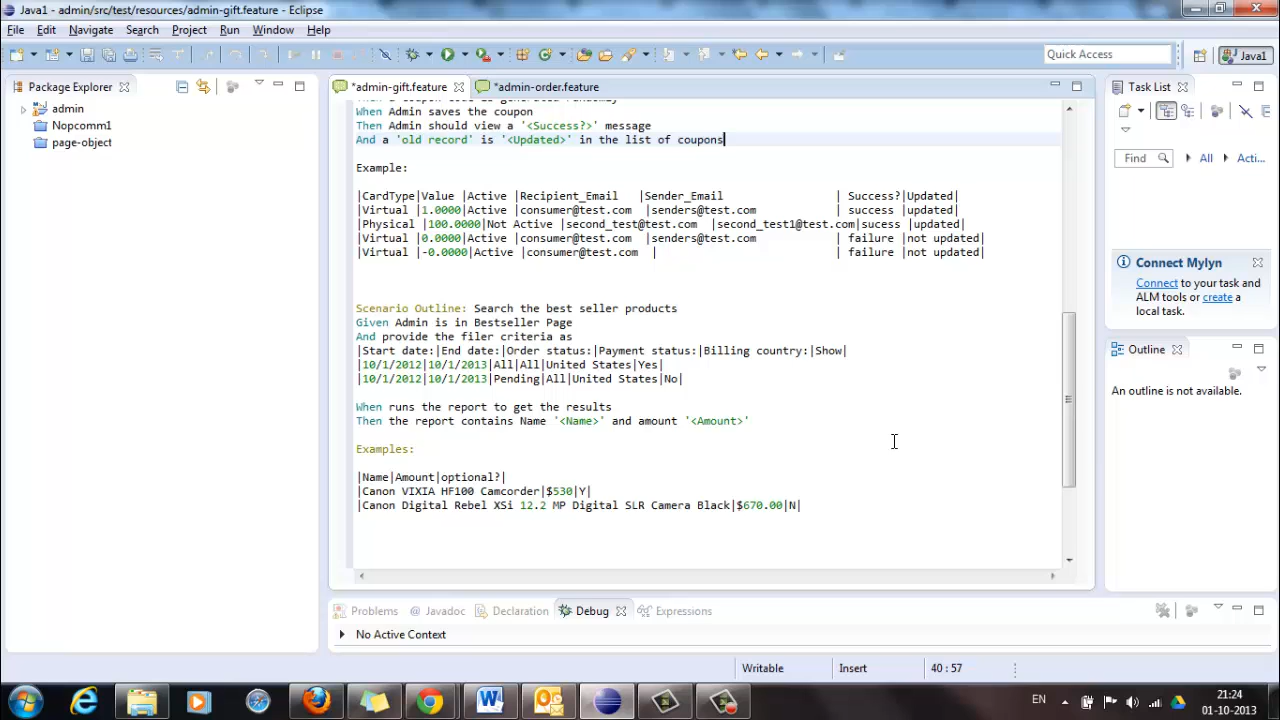 Java1 - admin/src/test/resources/admin-gift.feature - Eclipse
File Edit Navigate Search Project Run Window Help
Quick Access
Java1
Package Explorer
*admin-gift.feature
*admin-order.feature
Task List
admin
Nopcomm1
page-object
When Admin saves the coupon
Then Admin should view a '<Success?>' message
And a 'old record' is '<Updated>' in the list of coupons
Find
All
Acti...
Example:
|CardType|Value |Active |Recipient_Email |Sender_Email | Success?|Updated|
|Virtual |1.0000|Active |consumer@test.com |senders@test.com | success |updated|
|Physical |100.0000|Not Active |second_test@test.com |second_test1@test.com|sucess |updated|
|Virtual |0.0000|Active |consumer@test.com |senders@test.com | failure |not updated|
|Virtual |-0.0000|Active |consumer@test.com | | failure |not updated|
Connect Mylyn
Connect to your task and
ALM tools or create a
local task.
Scenario Outline: Search the best seller products
Given Admin is in Bestseller Page
And provide the filer criteria as
|Start date:|End date:|Order status:|Payment status:|Billing country:|Show|
|10/1/2012|10/1/2013|All|All|United States|Yes|
|10/1/2012|10/1/2013|Pending|All|United States|No|
Outline
An outline is not available.
When runs the report to get the results
Then the report contains Name '<Name>' and amount '<Amount>'
Examples:
|Name|Amount|optional?|
|Canon VIXIA HF100 Camcorder|$530|Y|
|Canon Digital Rebel XSi 12.2 MP Digital SLR Camera Black|$670.00|N|
Problems
Javadoc
Declaration
Debug
Expressions
No Active Context
Writable
Insert
40 : 57
EN
21:24
01-10-2013